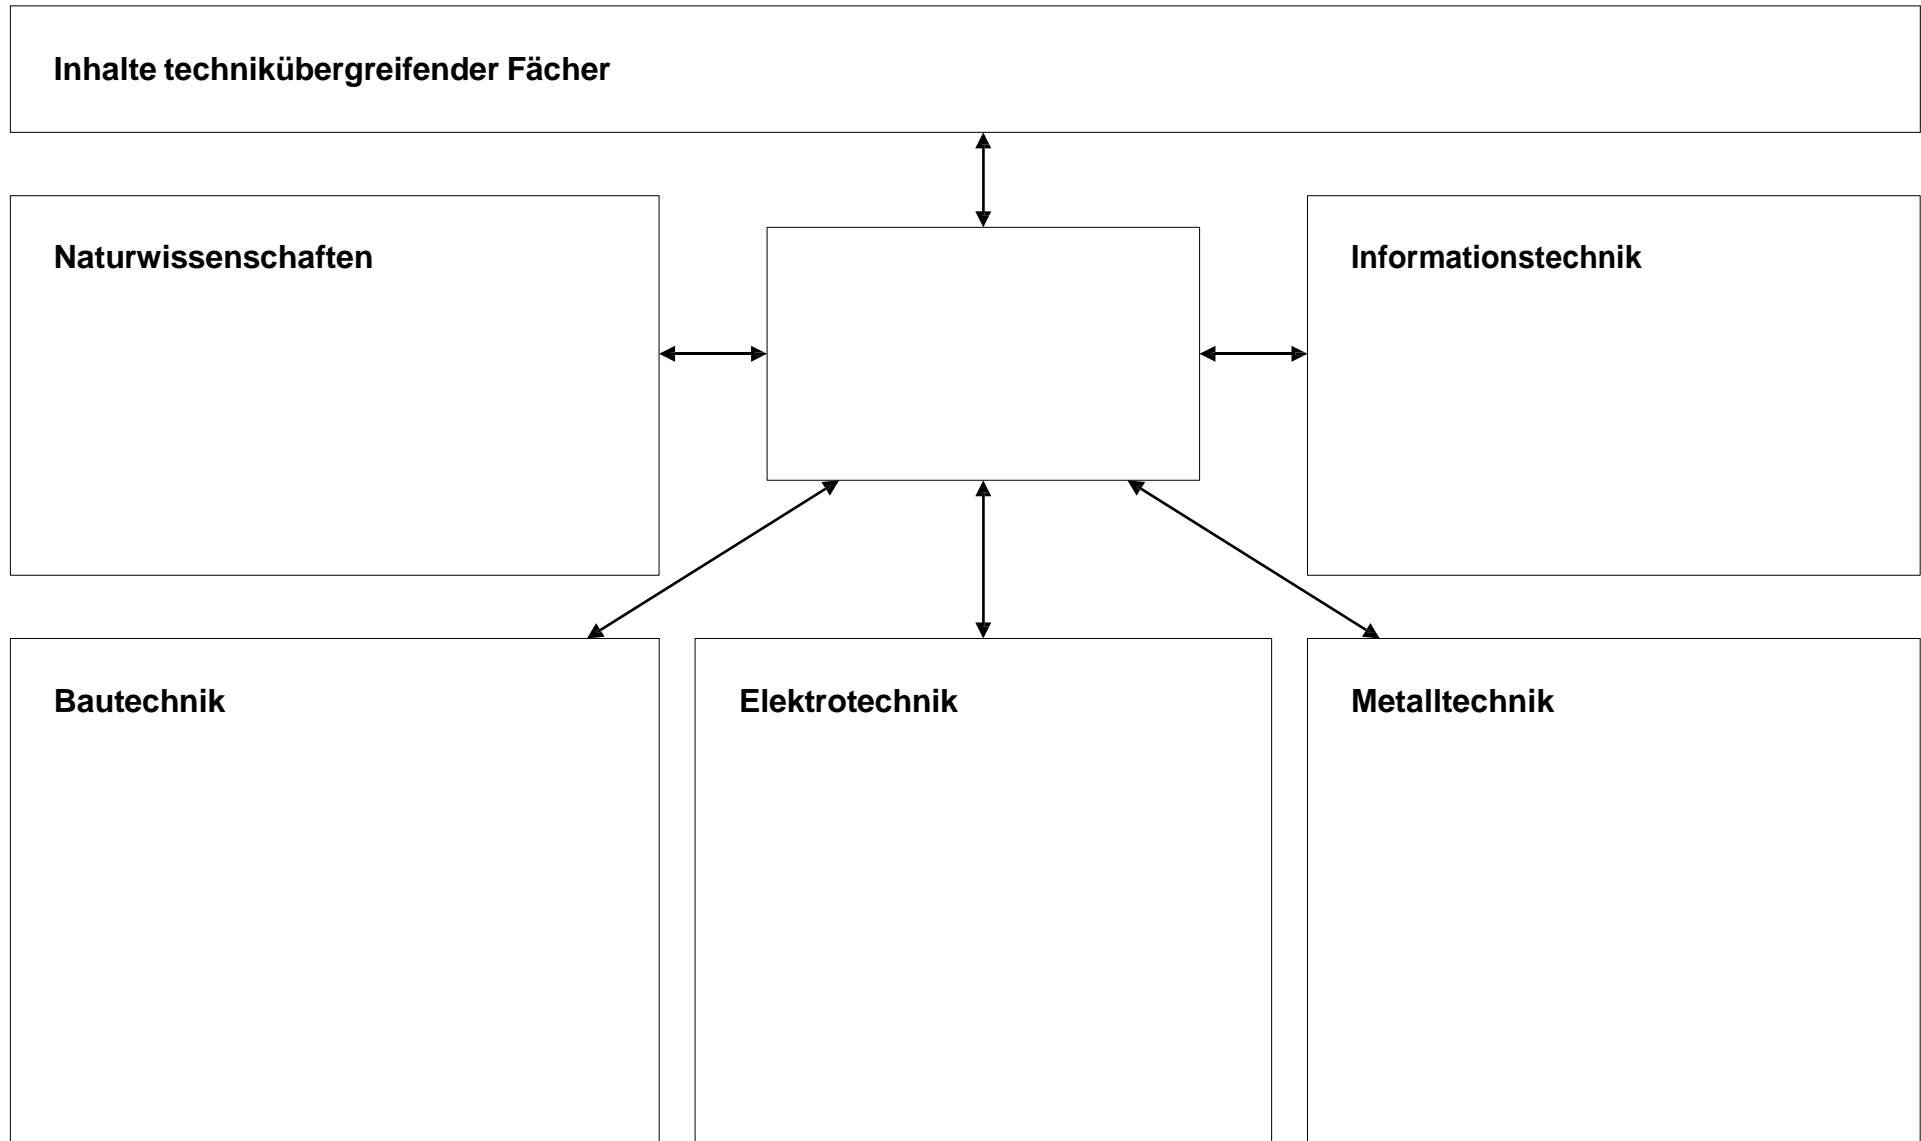 Inhalte technikübergreifender Fächer
Naturwissenschaften
Informationstechnik
Bautechnik
Elektrotechnik
Metalltechnik